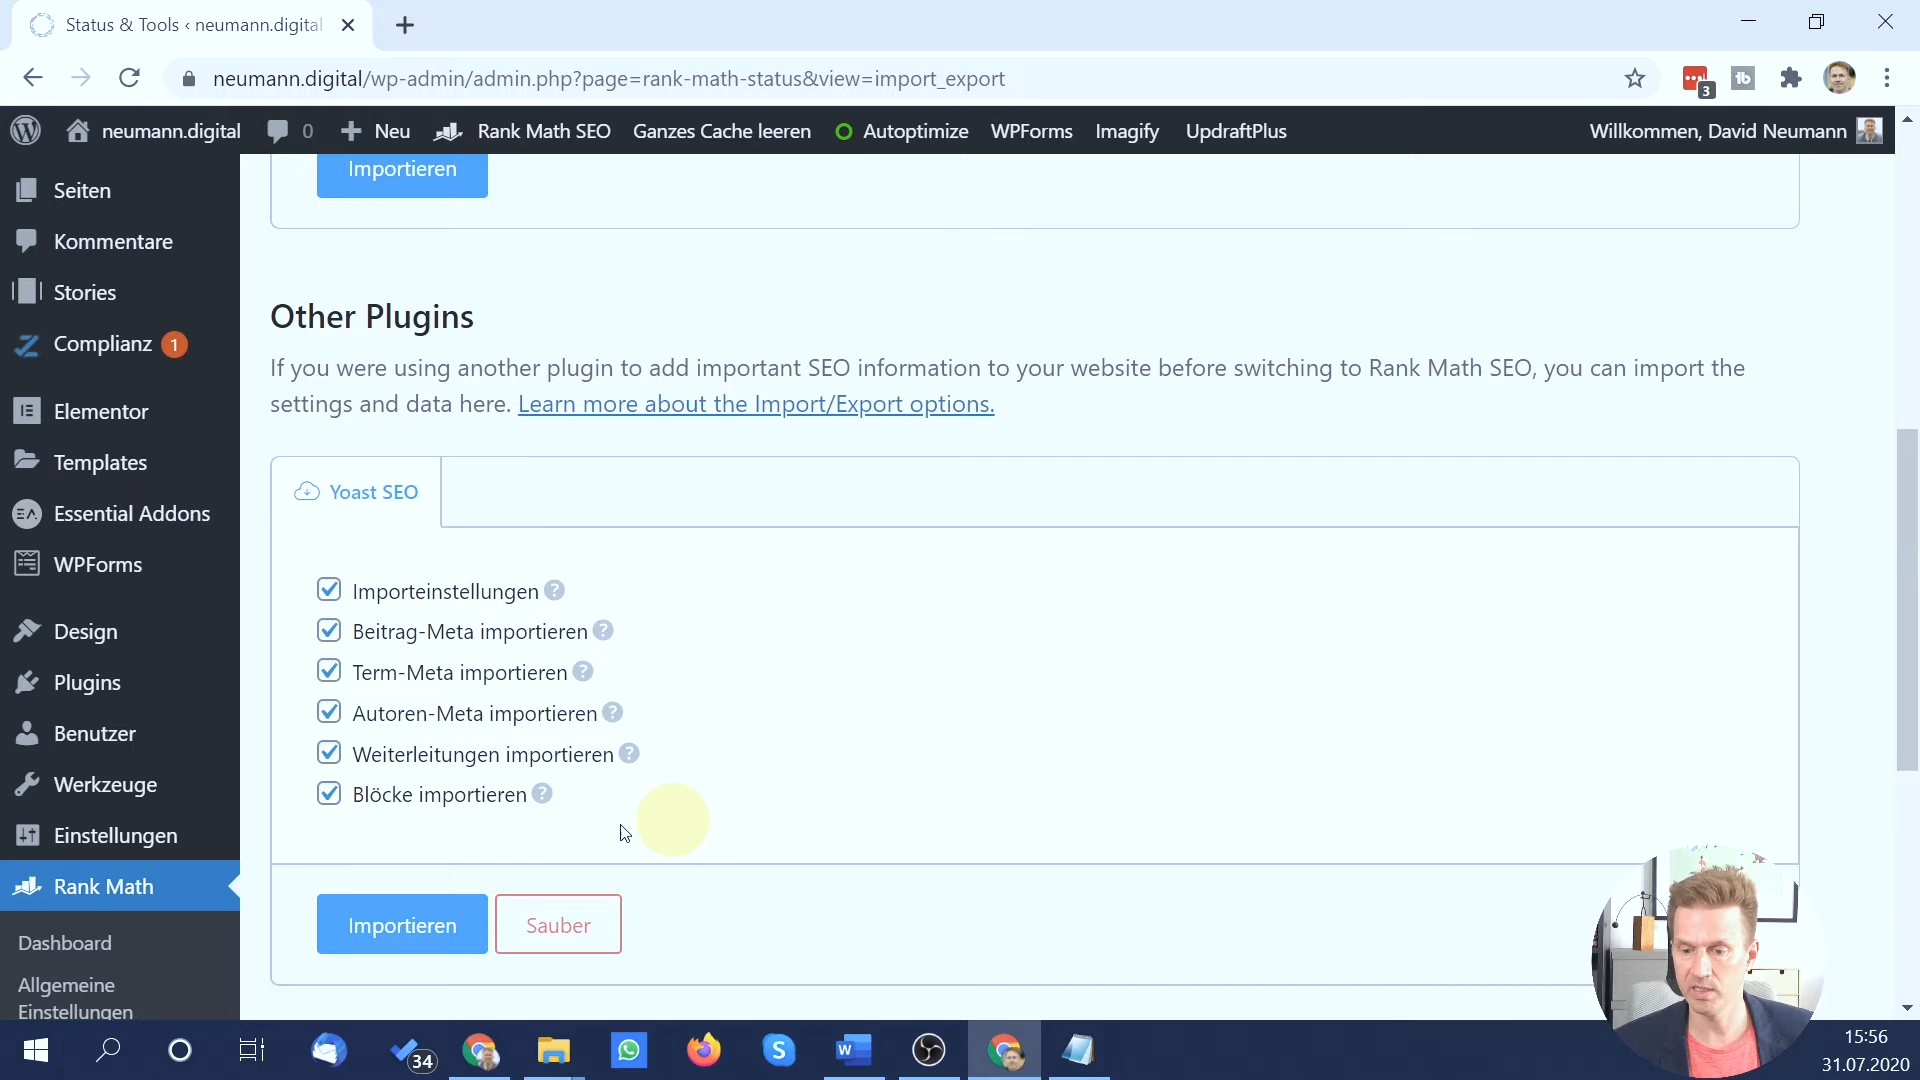 Status & Tools ‹ neumann.digital
neumann.digital/wp-admin/admin.php?page=rank-math-status&view=import_export
3
neumann.digital
0
Neu
Rank Math SEO
Ganzes Cache leeren
Autoptimize
WPForms
Imagify
UpdraftPlus
Willkommen, David Neumann
Seiten
Kommentare
Stories
Complianz 1
Elementor
Templates
Essential Addons
WPForms
Design
Plugins
Benutzer
Werkzeuge
Einstellungen
Rank Math
Dashboard
Allgemeine
Einstellungen
Importieren
Other Plugins
If you were using another plugin to add important SEO information to your website before switching to Rank Math SEO, you can import the
settings and data here. Learn more about the Import/Export options.
Yoast SEO
Importeinstellungen ?
Beitrag-Meta importieren ?
Term-Meta importieren ?
Autoren-Meta importieren ?
Weiterleitungen importieren ?
Blöcke importieren ?
Importieren
Sauber
34
15:56
31.07.2020